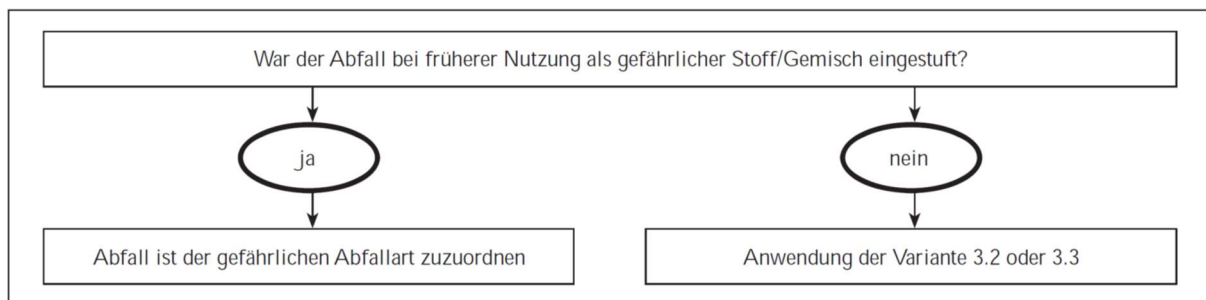 War der Abfall bei früherer Nutzung als gefährlicher Stoff/Gemisch eingestuft?
ja
nein
Abfall ist der gefährlichen Abfallart zuzuordnen
Anwendung der Variante 3.2 oder 3.3